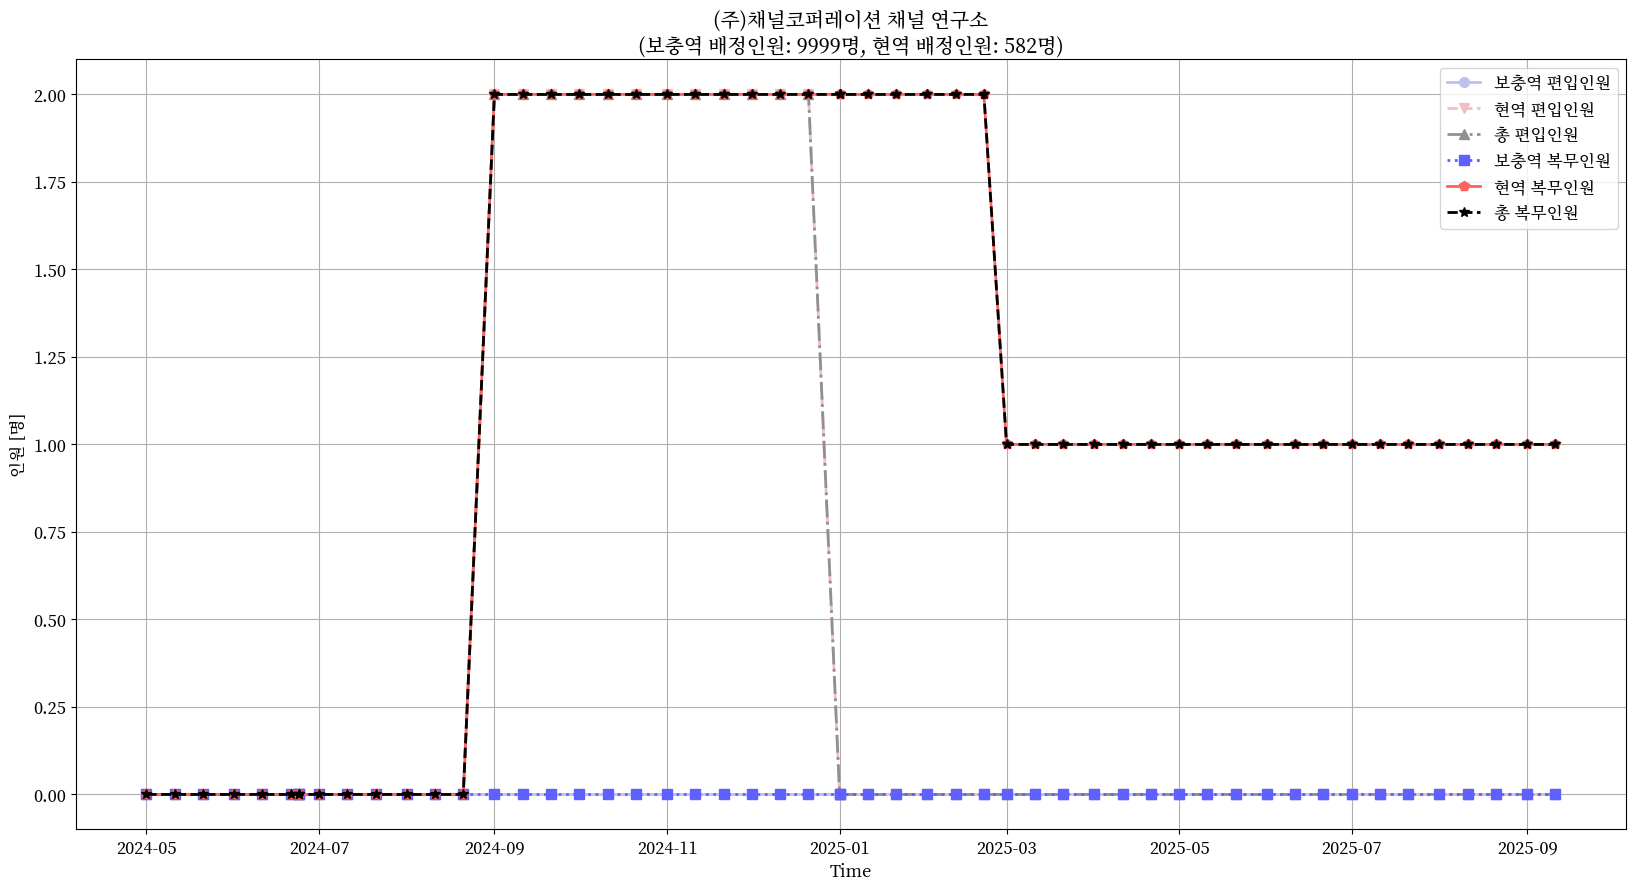 (주)채널코퍼레이션 채널 연구소
(보충역 배정인원: 9999명, 현역 배정인원: 582명)
보충역 편입인원
현역 편입인원
총 편입인원
보충역 복무인원
현역 복무인원
총 복무인원
인원 [명]
2.00
1.75
1.50
1.25
1.00
0.75
0.50
0.25
0.00
2024-05 2024-07 2024-09 2024-11 2025-01 2025-03 2025-05 2025-07 2025-09
Time